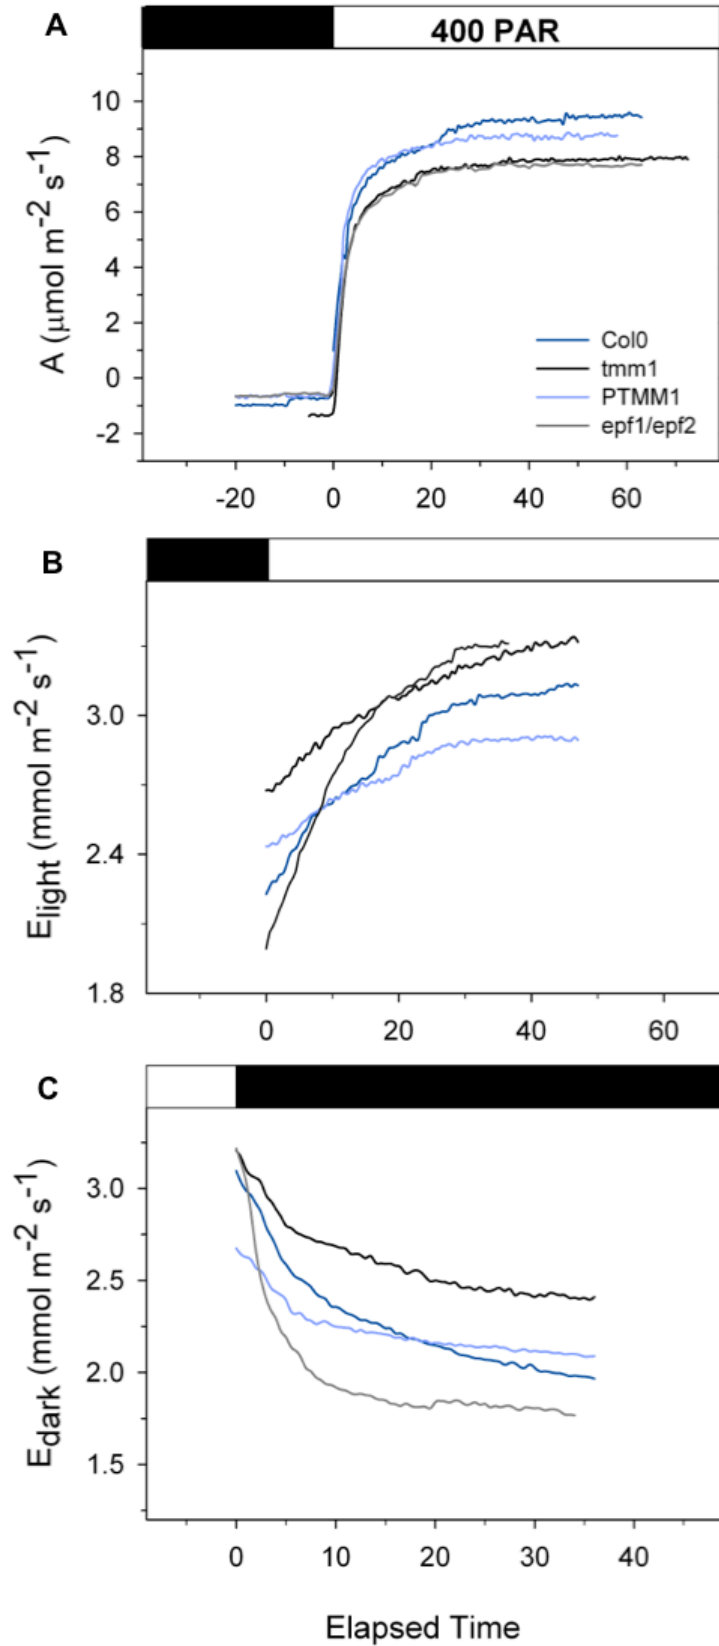 A
400 PAR
A (μmol m-2 s-1)
10
8
6
4
2
0
-2
Col0
tmm1
PTMM1
epf1/epf2
-20 0 20 40 60
B
Elight (mmol m-2 s-1)
3.0
2.4
1.8
0 20 40 60
C
Edark (mmol m-2 s-1)
3.0
2.5
2.0
1.5
0 10 20 30 40
Elapsed Time